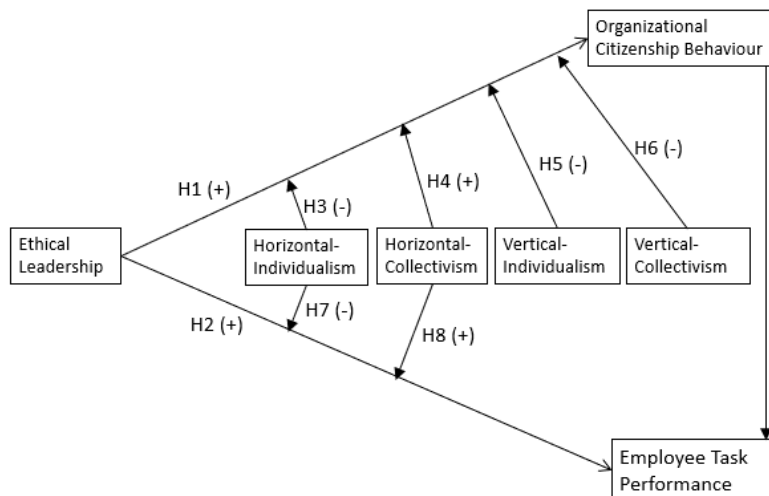 Organizational
Citizenship Behaviour
H6 (-)
H5 (-)
H4 (+)
H1 (+)
H3 (-)
Ethical
Leadership
Horizontal-
Individualism
Horizontal-
Collectivism
Vertical-
Individualism
Vertical-
Collectivism
H7 (-)
H2 (+)
H8 (+)
Employee Task
Performance